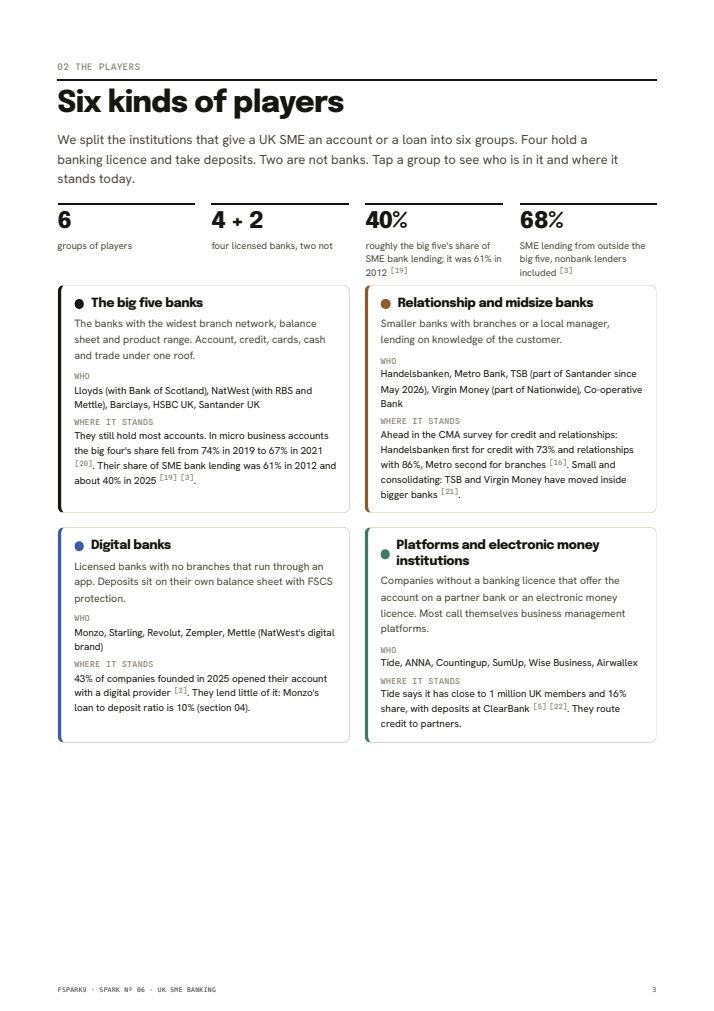 02 THE PLAYERS
Six kinds of players
We split the institutions that give a UK SME an account or a loan into six groups. Four hold a
banking licence and take deposits. Two are not banks. Tap a group to see who is in it and where it
stands today.
6
groups of players
4 + 2
four licensed banks, two not
40%
roughly the big five's share of
SME bank lending; it was 61% in
2012 [19]
68%
SME lending from outside the
big five, nonbank lenders
included [3]
The big five banks
The banks with the widest branch network, balance
sheet and product range. Account, credit, cards, cash
and trade under one roof.
WHO
Lloyds (with Bank of Scotland), NatWest (with RBS and
Mettle), Barclays, HSBC UK, Santander UK
WHERE IT STANDS
They still hold most accounts. In micro business accounts
the big four's share fell from 74% in 2019 to 67% in 2021
[20]. Their share of SME bank lending was 61% in 2012 and
about 40% in 2025 [19] [3].
Relationship and midsize banks
Smaller banks with branches or a local manager,
lending on knowledge of the customer.
WHO
Handelsbanken, Metro Bank, TSB (part of Santander since
May 2026), Virgin Money (part of Nationwide), Co-operative
Bank
WHERE IT STANDS
Ahead in the CMA survey for credit and relationships:
Handelsbanken first for credit with 73% and relationships
with 86%, Metro second for branches [16]. Small and
consolidating: TSB and Virgin Money have moved inside
bigger banks [21].
Digital banks
Licensed banks with no branches that run through an
app. Deposits sit on their own balance sheet with FSCS
protection.
WHO
Monzo, Starling, Revolut, Zempler, Mettle (NatWest's digital
brand)
WHERE IT STANDS
43% of companies founded in 2025 opened their account
with a digital provider [2]. They lend little of it: Monzo's
loan to deposit ratio is 10% (section 04).
Platforms and electronic money
institutions
Companies without a banking licence that offer the
account on a partner bank or an electronic money
licence. Most call themselves business management
platforms.
WHO
Tide, ANNA, Countingup, SumUp, Wise Business, Airwallex
WHERE IT STANDS
Tide says it has close to 1 million UK members and 16%
share, with deposits at ClearBank [5] [22]. They route
credit to partners.
FSPARK9 · SPARK Nº 06 · UK SME BANKING
3